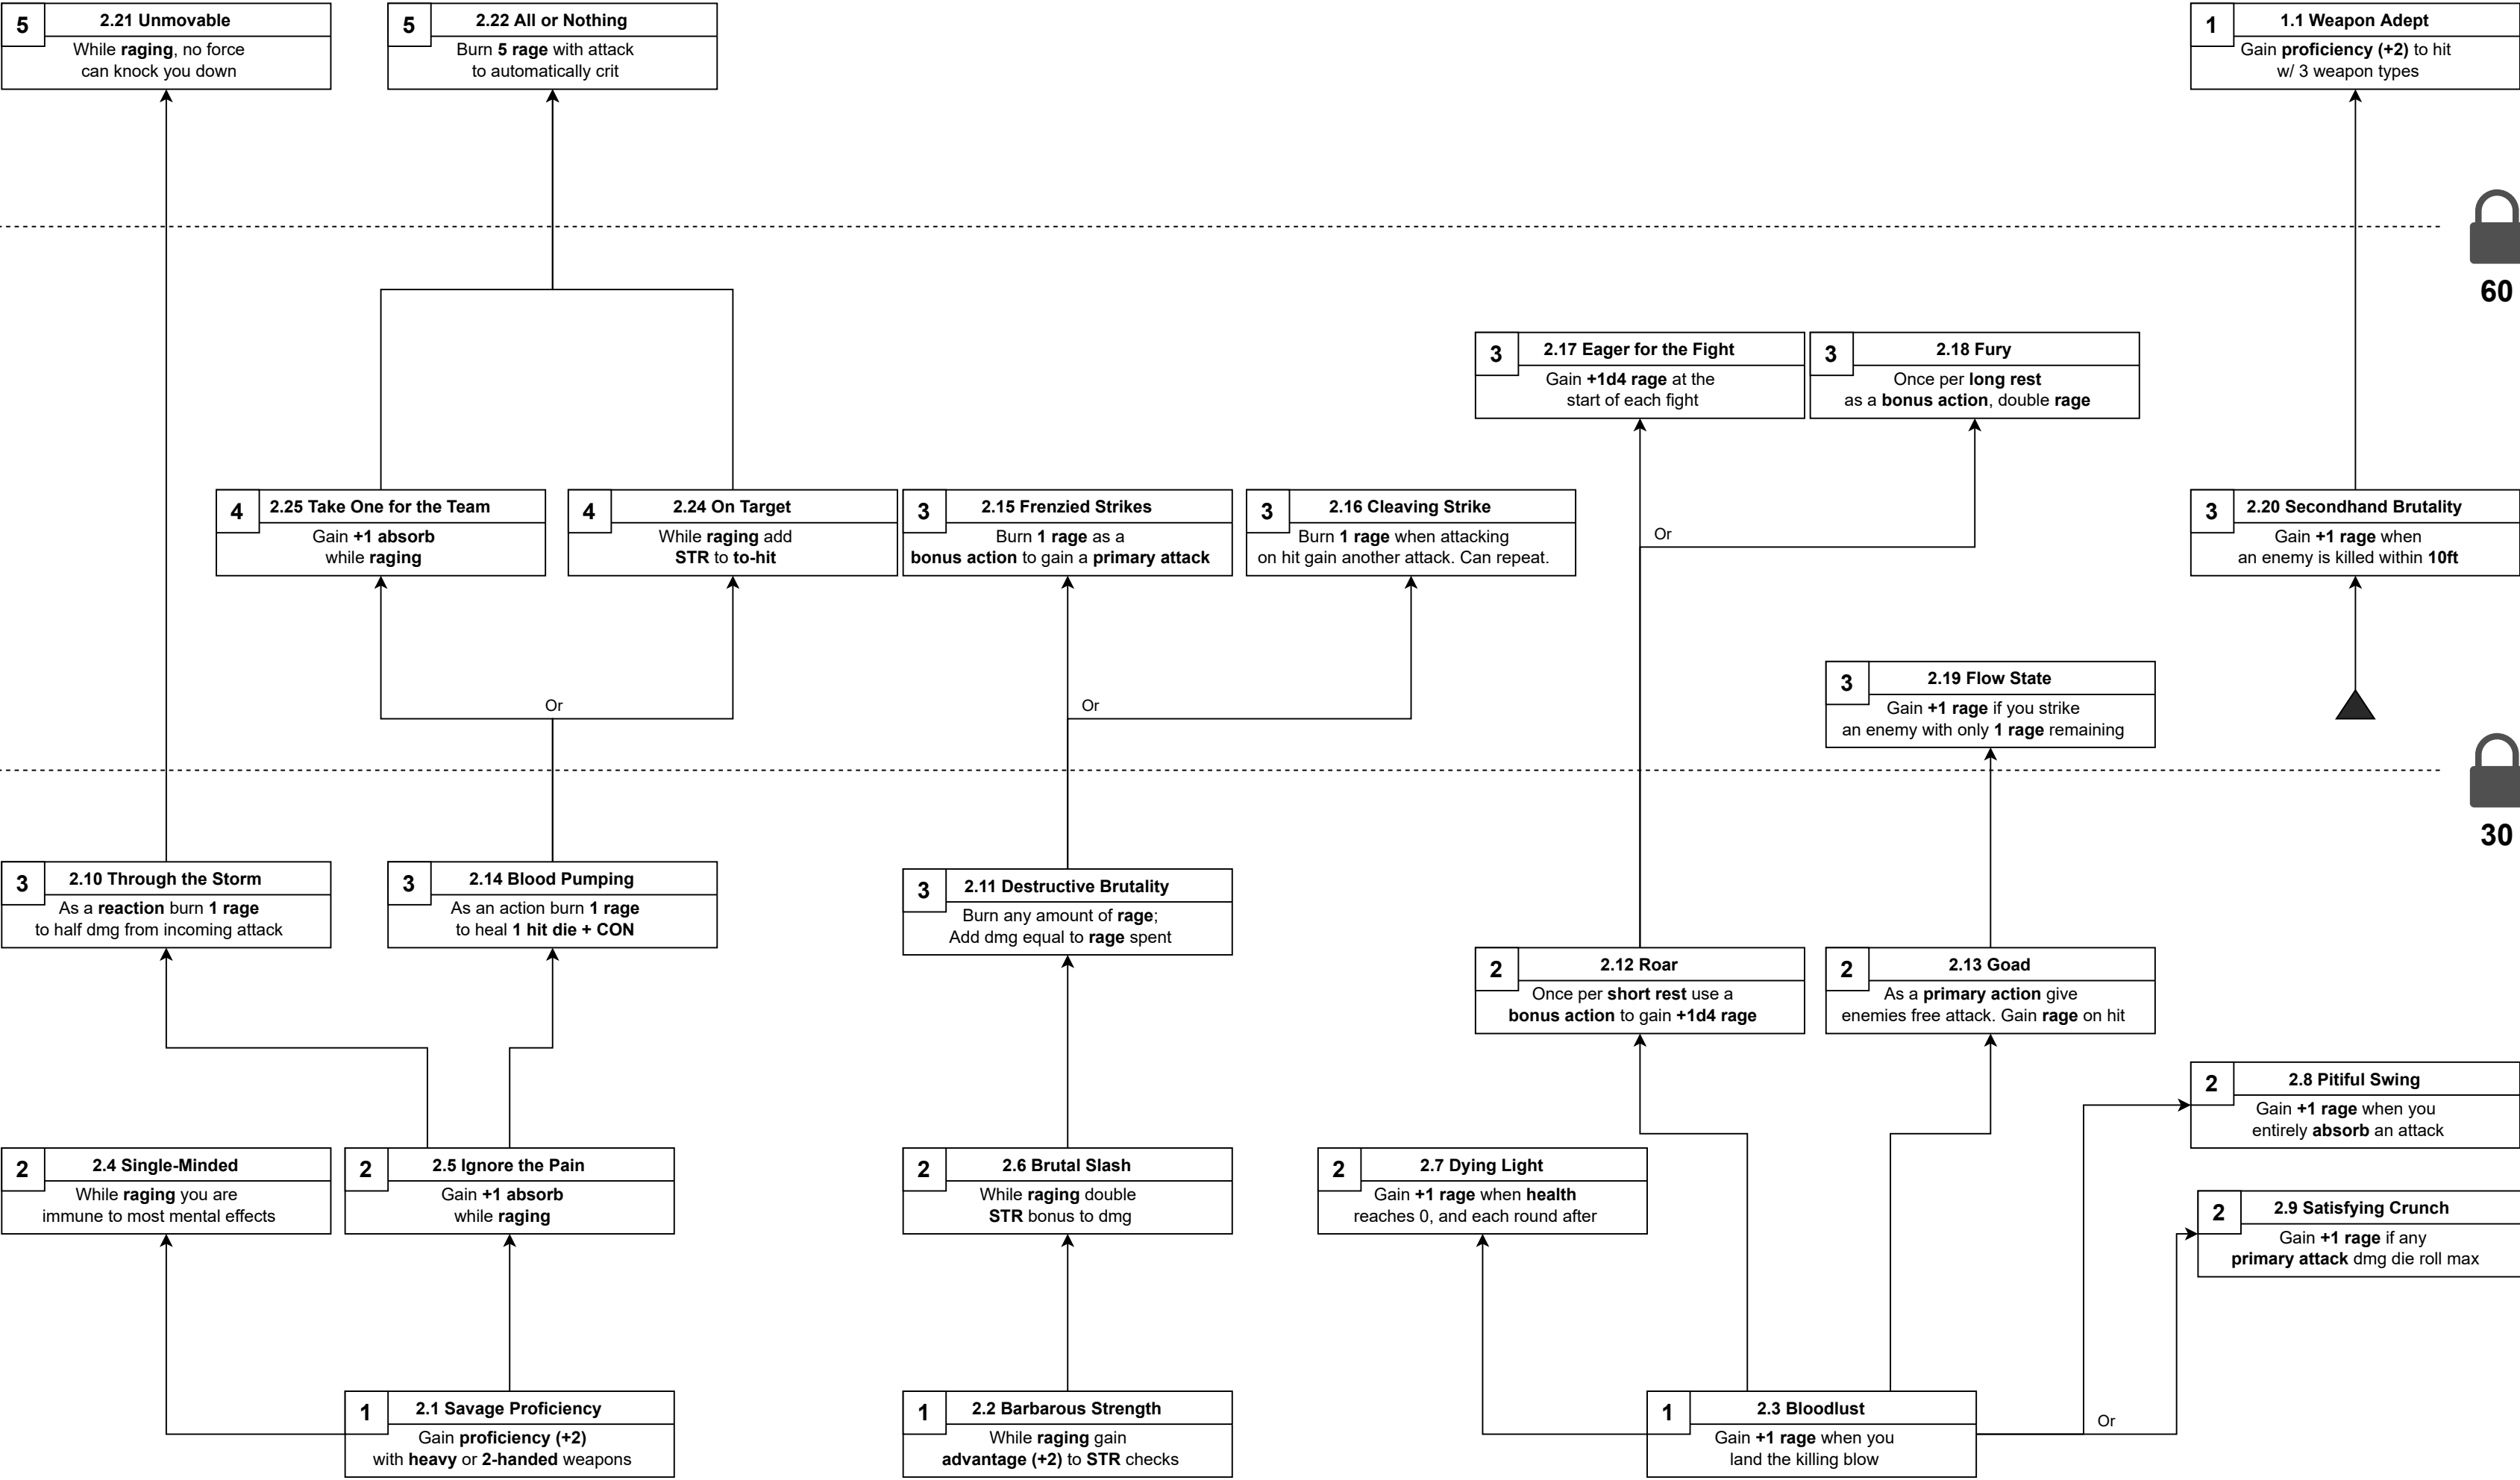 5
2.21 Unmovable
While raging, no force
can knock you down
5
2.22 All or Nothing
Burn 5 rage with attack
to automatically crit
1
1.1 Weapon Adept
Gain proficiency (+2) to hit
w/ 3 weapon types
60
3
2.17 Eager for the Fight
Gain +1d4 rage at the
start of each fight
3
2.18 Fury
Once per long rest
as a bonus action, double rage
4
2.25 Take One for the Team
Gain +1 absorb
while raging
4
2.24 On Target
While raging add
STR to to-hit
3
2.15 Frenzied Strikes
Burn 1 rage as a
bonus action to gain a primary attack
3
2.16 Cleaving Strike
Burn 1 rage when attacking
on hit gain another attack. Can repeat.
Or
3
2.20 Secondhand Brutality
Gain +1 rage when
an enemy is killed within 10ft
3
2.19 Flow State
Gain +1 rage if you strike
an enemy with only 1 rage remaining
Or
Or
30
3
2.10 Through the Storm
As a reaction burn 1 rage
to half dmg from incoming attack
3
2.14 Blood Pumping
As an action burn 1 rage
to heal 1 hit die + CON
3
2.11 Destructive Brutality
Burn any amount of rage;
Add dmg equal to rage spent
2
2.12 Roar
Once per short rest use a
bonus action to gain +1d4 rage
2
2.13 Goad
As a primary action give
enemies free attack. Gain rage on hit
2
2.8 Pitiful Swing
Gain +1 rage when you
entirely absorb an attack
2
2.4 Single-Minded
While raging you are
immune to most mental effects
2
2.5 Ignore the Pain
Gain +1 absorb
while raging
2
2.6 Brutal Slash
While raging double
STR bonus to dmg
2
2.7 Dying Light
Gain +1 rage when health
reaches 0, and each round after
2
2.9 Satisfying Crunch
Gain +1 rage if any
primary attack dmg die roll max
1
2.1 Savage Proficiency
Gain proficiency (+2)
with heavy or 2-handed weapons
1
2.2 Barbarous Strength
While raging gain
advantage (+2) to STR checks
1
2.3 Bloodlust
Gain +1 rage when you
land the killing blow
Or